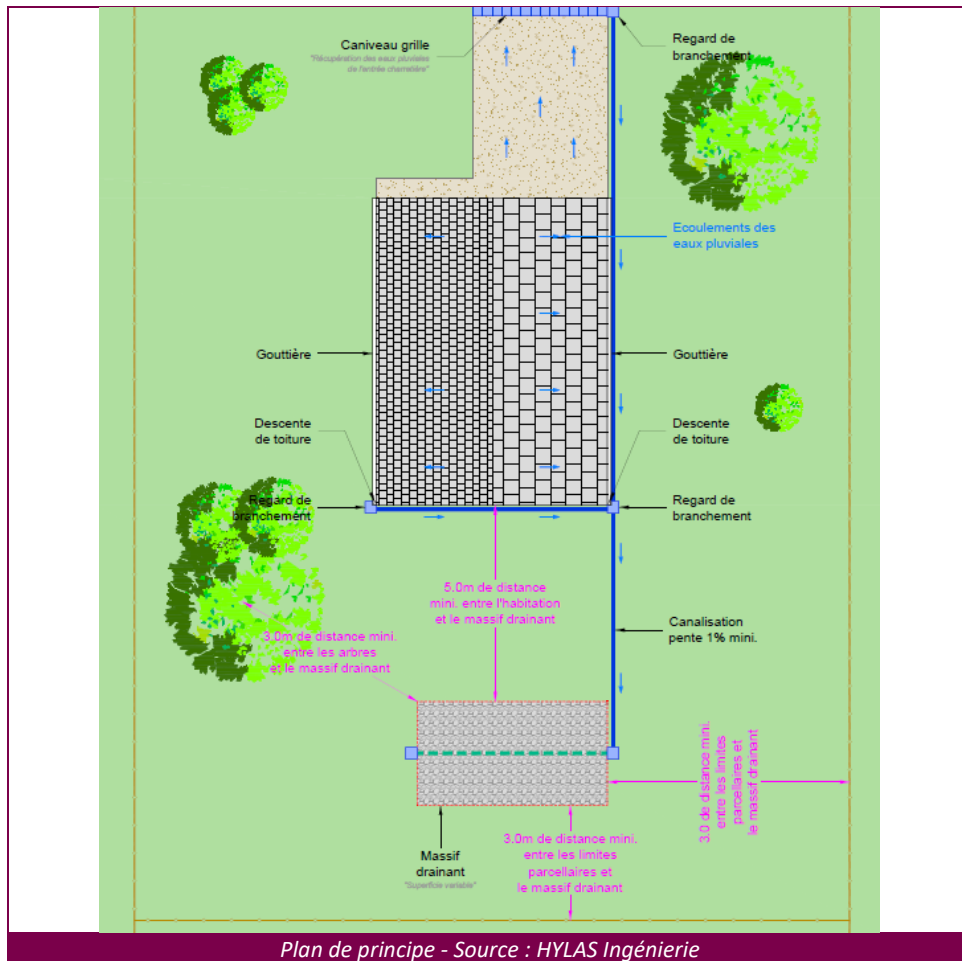 Caniveau grille
"Récupération des eaux pluviales
de l'entrée charretière"
Regard de
branchement
Ecoulements des
eaux pluviales
Gouttière
Gouttière
Descente
de toiture
Descente
de toiture
Regard de
branchement
Regard de
branchement
5.0m de distance
mini. entre l'habitation
et le massif drainant
3.0m de distance mini.
entre les arbres
et le massif drainant
Canalisation
pente 1% mini.
3.0 de distance mini.
entre les limites
parcellaires et
le massif drainant
3.0m de distance mini.
entre les limites
parcellaires et
le massif drainant
Massif
drainant
"Superficie variable"
Plan de principe - Source : HYLAS Ingénierie